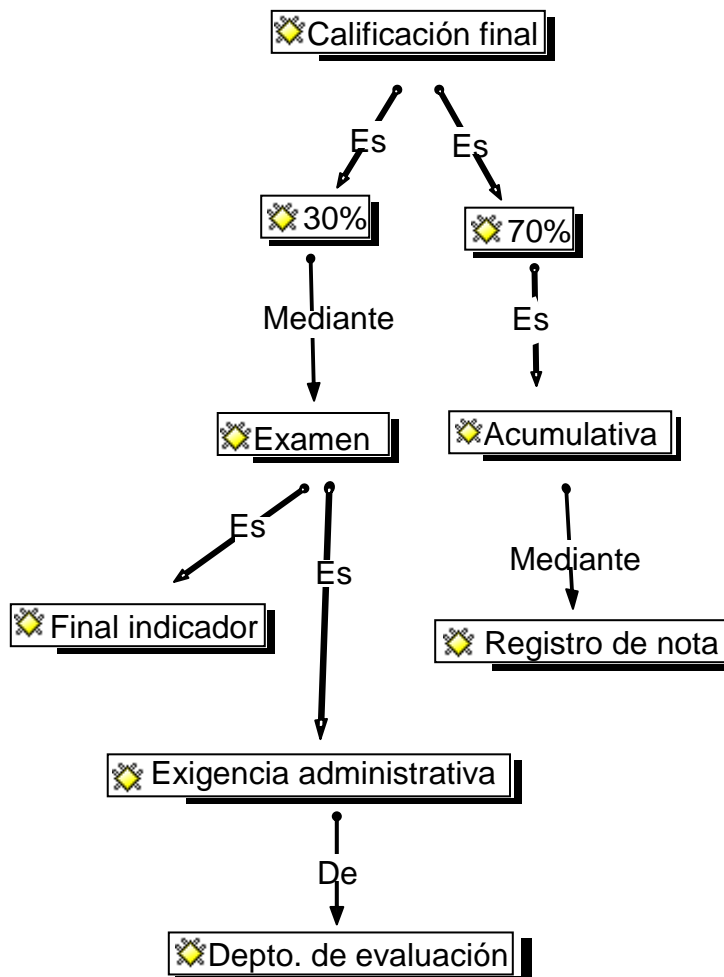 Calificación final
Es
Es
30%
70%
Mediante
Es
Examen
Acumulativa
Es
Es
Mediante
Final indicador
Registro de nota
Exigencia administrativa
De
Depto. de evaluación